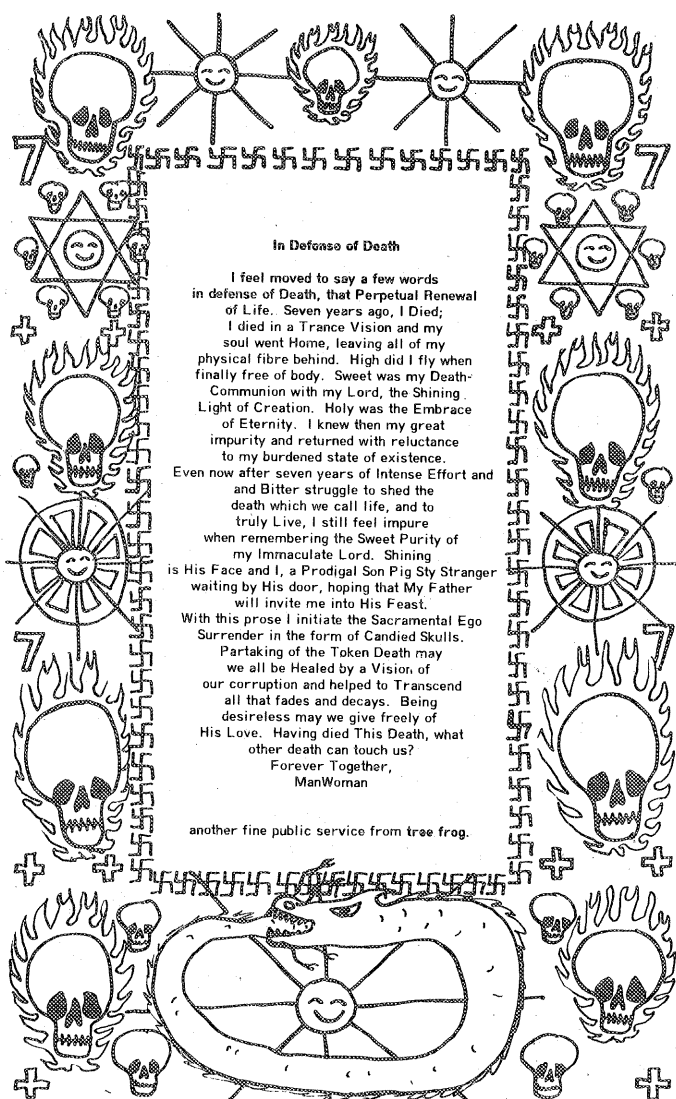 7 7
In Defense of Death
I feel moved to say a few words
in defense of Death, that Perpetual Renewal
of Life. Seven years ago, I Died;
I died in a Trance Vision and my
soul went Home, leaving all of my
physical fibre behind. High did I fly when
finally free of body. Sweet was my Death-
Communion with my Lord, the Shining
Light of Creation. Holy was the Embrace
of Eternity. I knew then my great
impurity and returned with reluctance
to my burdened state of existence.
Even now after seven years of Intense Effort and
and Bitter struggle to shed the
death which we call life, and to
truly Live, I still feel impure
when remembering the Sweet Purity of
my Immaculate Lord. Shining
is His Face and I, a Prodigal Son Pig Sty Stranger
waiting by His door, hoping that My Father
will invite me into His Feast.
With this prose I initiate the Sacramental Ego
Surrender in the form of Candied Skulls.
7 7
Partaking of the Token Death may
we all be Healed by a Vision of
our corruption and helped to Transcend
all that fades and decays. Being
desireless may we give freely of
His Love. Having died This Death, what
other death can touch us?
Forever Together,
ManWoman
another fine public service from tree frog.